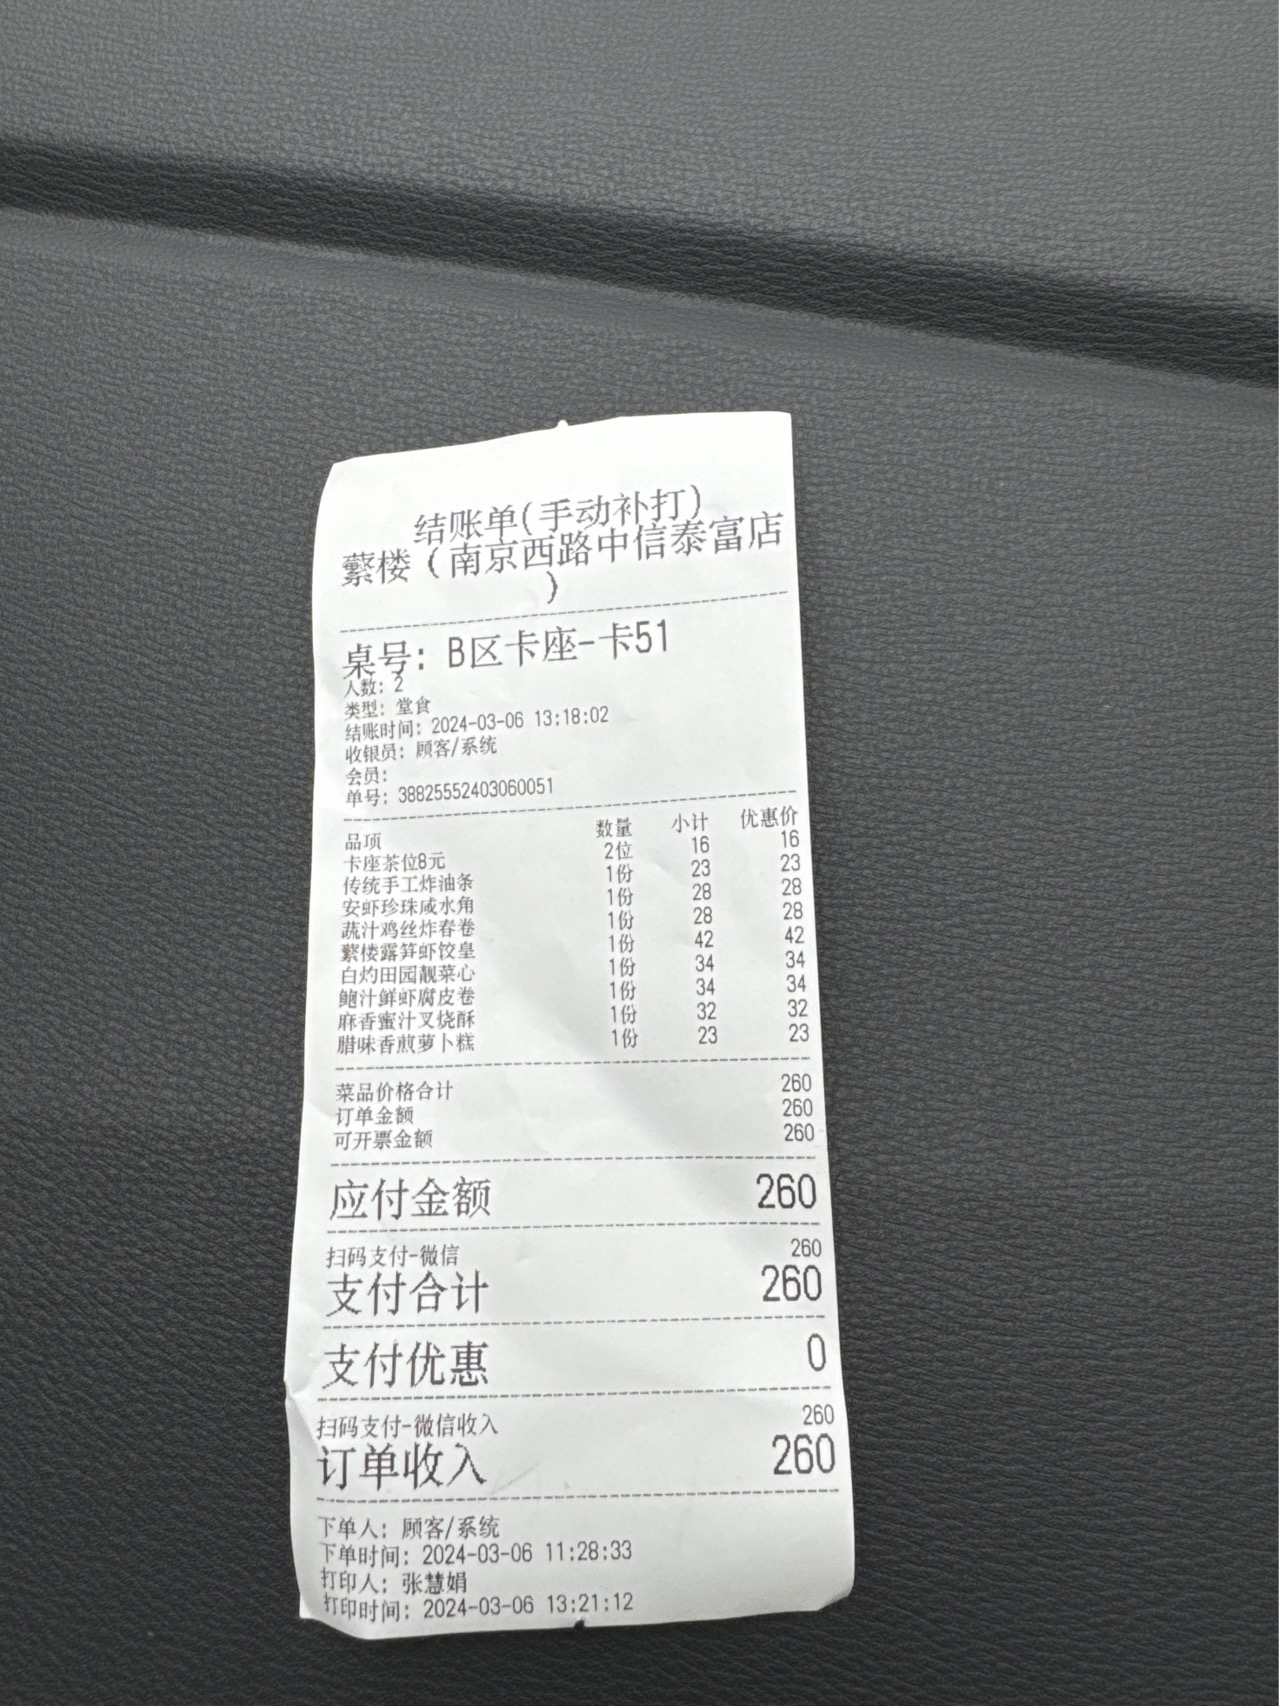 结账单(手动补打)
蘩楼（南京西路中信泰富店
）
桌号: B区卡座-卡51
人数: 2
类型: 堂食
结账时间: 2024-03-06 13:18:02
收银员: 顾客/系统
会员:
单号: 38825552403060051
品项 数量 小计 优惠价
卡座茶位8元 2位 16 16
传统手工炸油条 1份 23 23
安虾珍珠咸水角 1份 28 28
蔬汁鸡丝炸春卷 1份 28 28
蘩楼露笋虾饺皇 1份 42 42
白灼田园靓菜心 1份 34 34
鲍汁鲜虾腐皮卷 1份 34 34
麻香蜜汁叉烧酥 1份 32 32
腊味香煎萝卜糕 1份 23 23
菜品价格合计 260
订单金额 260
可开票金额 260
应付金额 260
扫码支付-微信 260
支付合计 260
支付优惠 0
扫码支付-微信收入 260
订单收入 260
下单人: 顾客/系统
下单时间: 2024-03-06 11:28:33
打印人: 张慧娟
打印时间: 2024-03-06 13:21:12